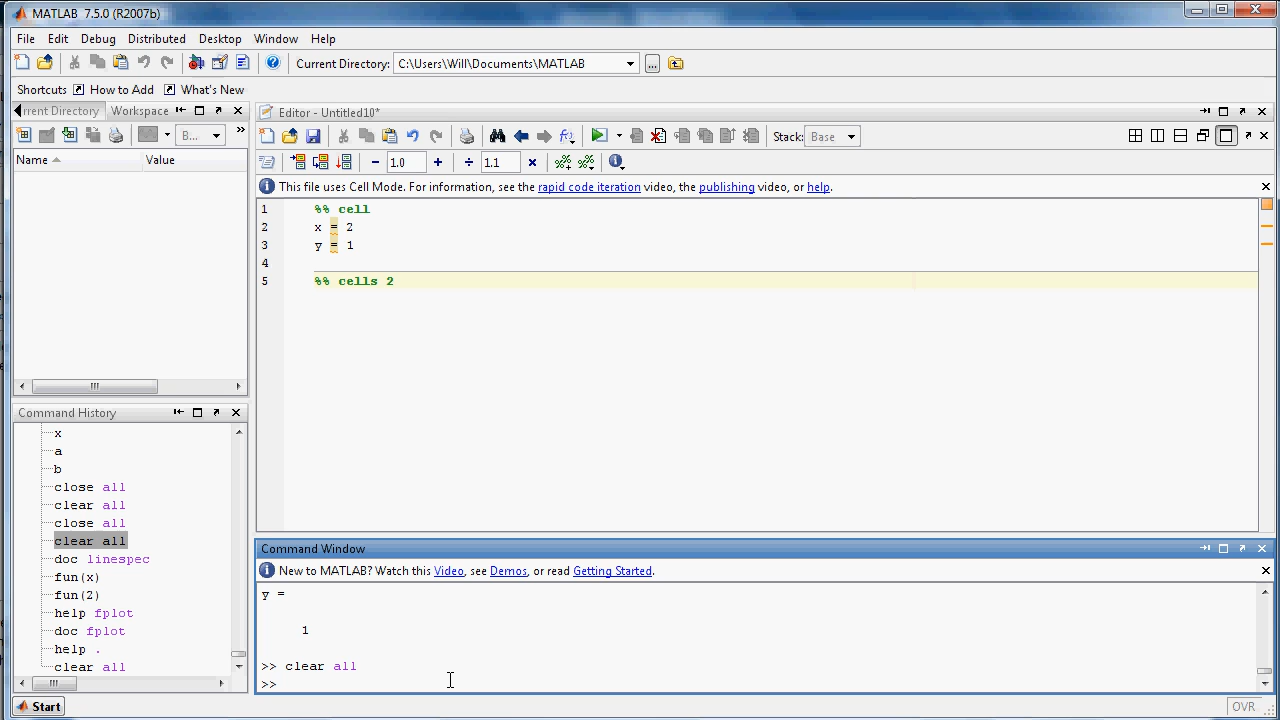 MATLAB 7.5.0 (R2007b)
File Edit Debug Distributed Desktop Window Help
Current Directory: C:\Users\Will\Documents\MATLAB ...
Shortcuts How to Add What's New
rrent Directory Workspace
B...
Name Value
Editor - Untitled10*
Stack: Base
1.0 1.1
This file uses Cell Mode. For information, see the rapid code iteration video, the publishing video, or help.
1 %% cell
2 x = 2
3 y = 1
4
5 %% cells 2
Command History
x
a
b
close all
clear all
close all
clear all
doc linespec
fun(x)
fun(2)
help fplot
doc fplot
help .
clear all
Command Window
New to MATLAB? Watch this Video, see Demos, or read Getting Started.
y =
1
>> clear all
>>
Start
OVR